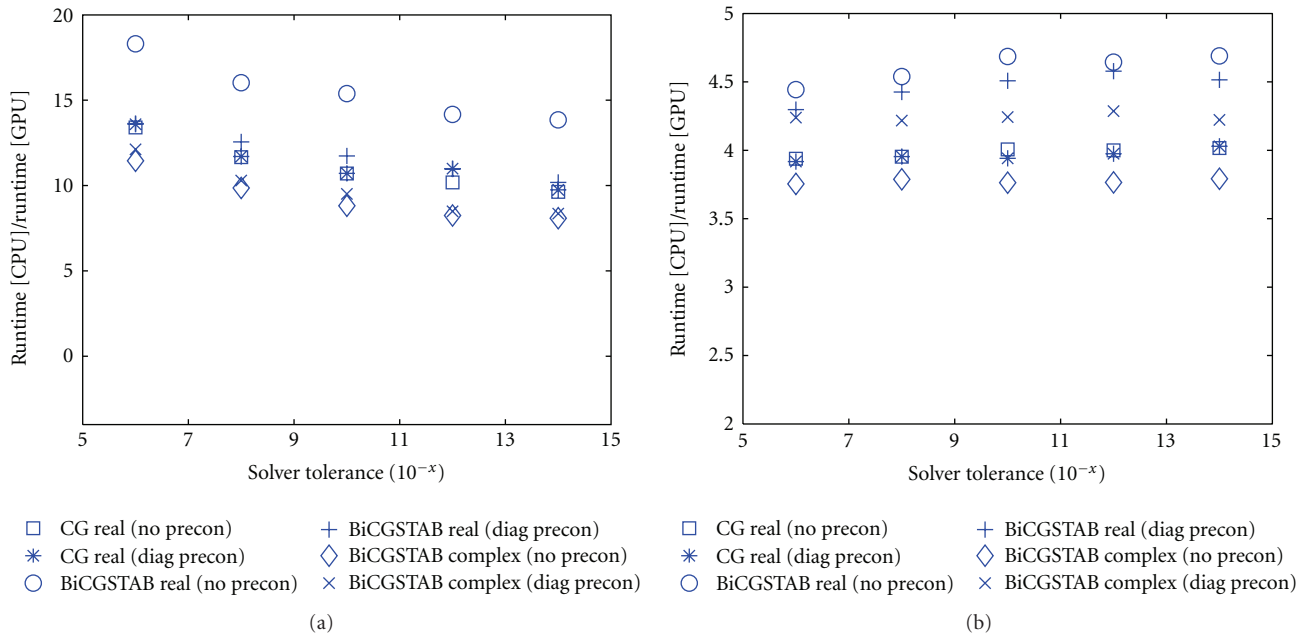 20
15
10
5
0
Runtime [CPU]/runtime [GPU]
5
7
9
11
13
15
Solver tolerance (10⁻ˣ)
CG real (no precon)
CG real (diag precon)
BiCGSTAB real (no precon)
BiCGSTAB real (diag precon)
BiCGSTAB complex (no precon)
BiCGSTAB complex (diag precon)
(a)
5
4.5
4
3.5
3
2.5
2
Runtime [CPU]/runtime [GPU]
5
7
9
11
13
15
Solver tolerance (10⁻ˣ)
CG real (no precon)
CG real (diag precon)
BiCGSTAB real (no precon)
BiCGSTAB real (diag precon)
BiCGSTAB complex (no precon)
BiCGSTAB complex (diag precon)
(b)